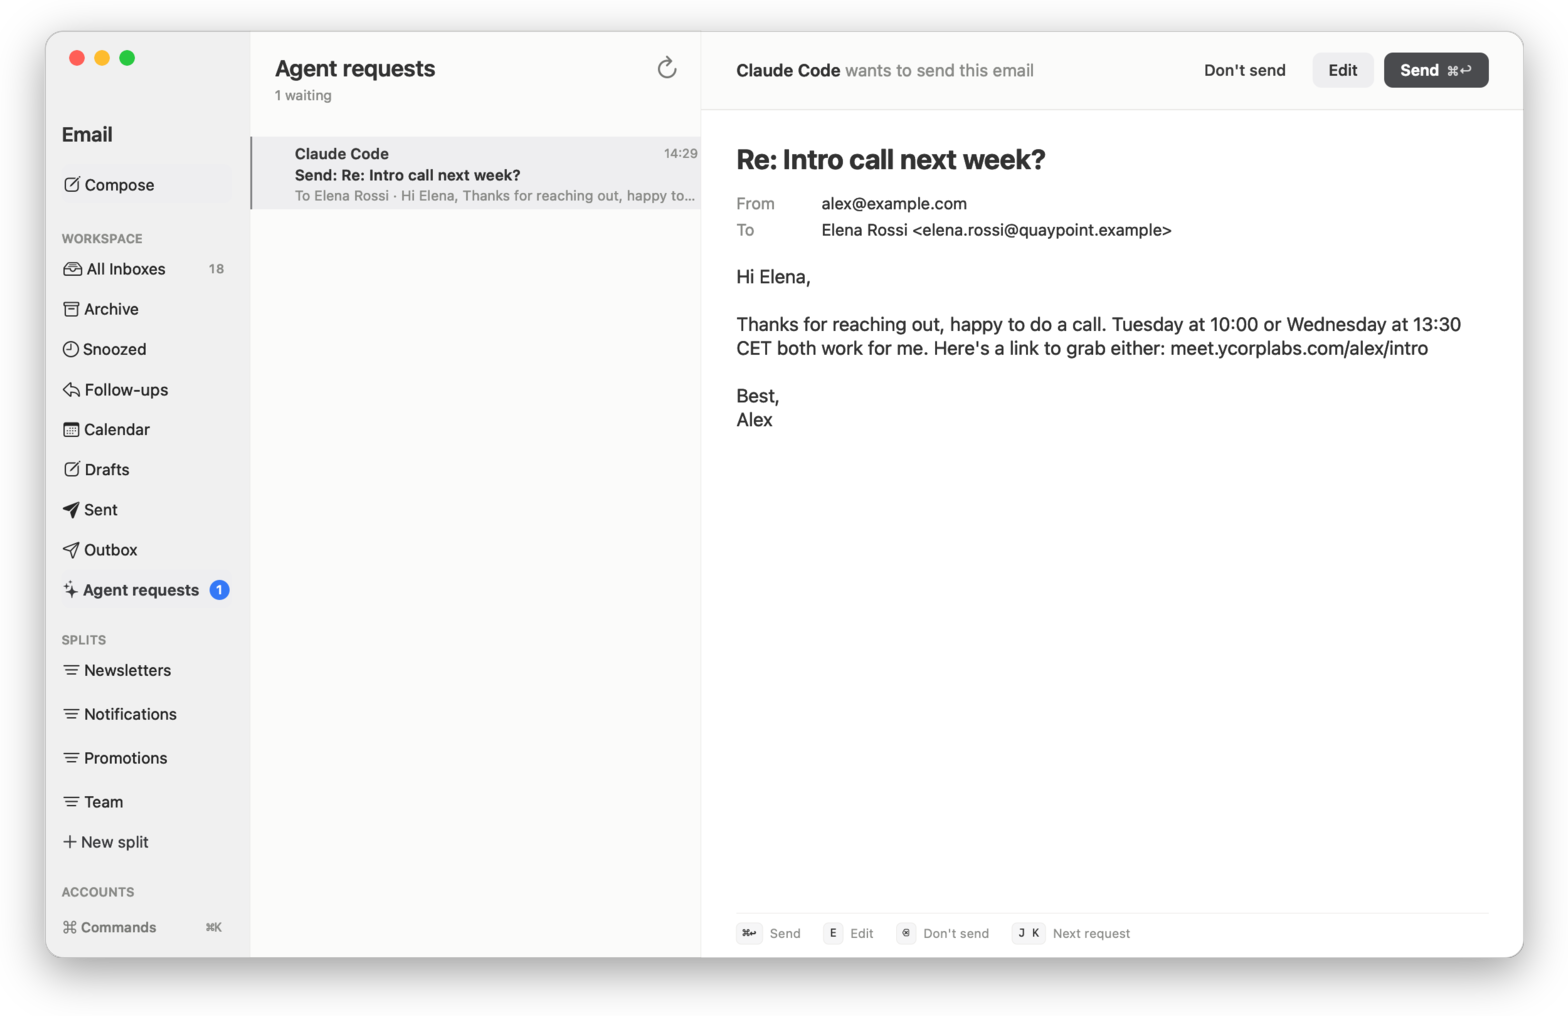 Email
Compose
WORKSPACE
All Inboxes 18
Archive
Snoozed
Follow-ups
Calendar
Drafts
Sent
Outbox
Agent requests 1
SPLITS
Newsletters
Notifications
Promotions
Team
New split
ACCOUNTS
⌘ Commands ⌘K
Agent requests
1 waiting
Claude Code 14:29
Send: Re: Intro call next week?
To Elena Rossi · Hi Elena, Thanks for reaching out, happy to...
Claude Code wants to send this email
Don't send
Edit
Send ⌘↩
Re: Intro call next week?
From alex@example.com
To Elena Rossi <elena.rossi@quaypoint.example>
Hi Elena,
Thanks for reaching out, happy to do a call. Tuesday at 10:00 or Wednesday at 13:30
CET both work for me. Here's a link to grab either: meet.ycorplabs.com/alex/intro
Best,
Alex
⌘↩ Send E Edit ⌫ Don't send J K Next request